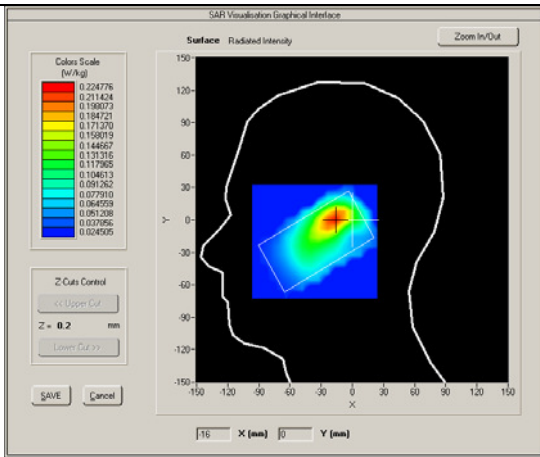 SAR Visualisation Graphical Interface
Surface Radiated Intensity
Zoom In/Out
Colors Scale
(W/kg)
0.224776
0.211424
0.198073
0.184721
0.171370
0.158019
0.144667
0.131316
0.117965
0.104613
0.091262
0.077910
0.064559
0.051208
0.037856
0.024505
Z Cuts Control
<< Upper Cut
Z = 0.2 mm
Lower Cut >>
SAVE Cancel
150
120
90
60
30
0
-30
-60
-90
-120
-150
Y
-150 -120 -90 -60 -30 0 30 60 90 120 150
X
-16 X (mm) 0 Y (mm)